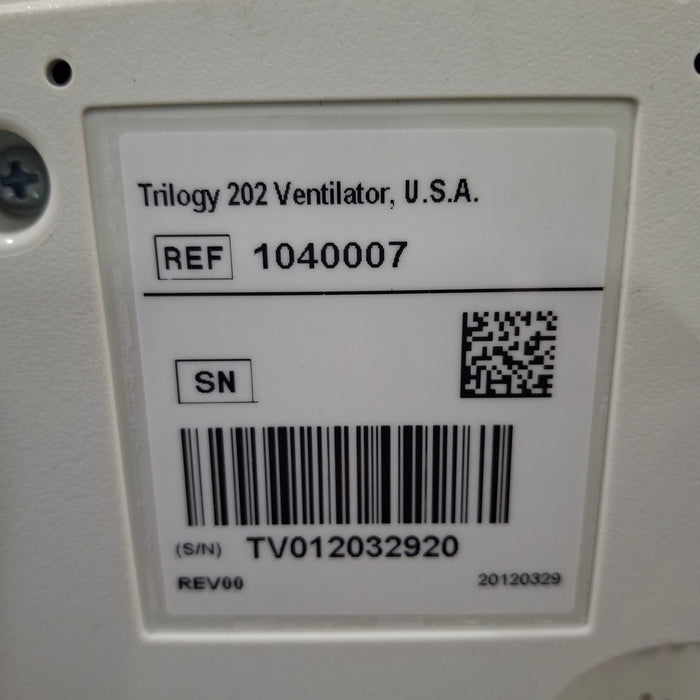 Trilogy 202 Ventilator, U.S.A.
REF 1040007
SN
(S/N) TV012032920
REV00 20120329